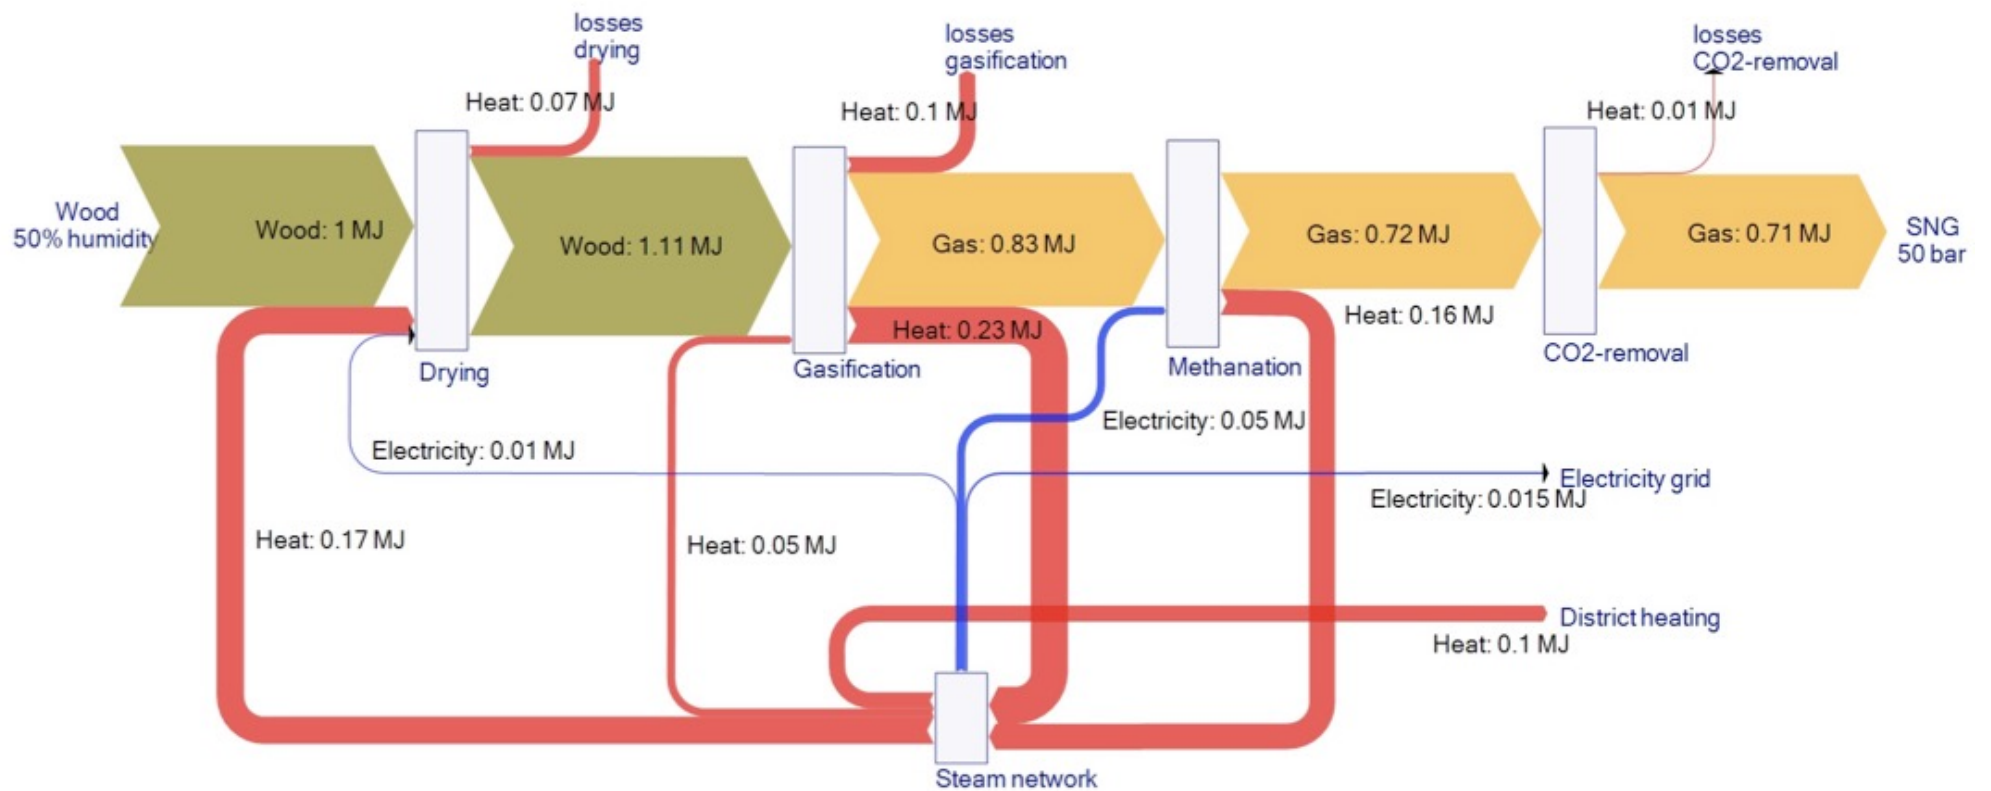 losses
drying
losses
gasification
losses
CO2-removal
Heat: 0.07 MJ
Heat: 0.1 MJ
Heat: 0.01 MJ
Wood
50% humidity
Wood: 1 MJ
Wood: 1.11 MJ
Gas: 0.83 MJ
Gas: 0.72 MJ
Gas: 0.71 MJ
SNG
50 bar
Heat: 0.23 MJ
Heat: 0.16 MJ
Drying
Gasification
Methanation
CO2-removal
Electricity: 0.01 MJ
Electricity: 0.05 MJ
Electricity grid
Electricity: 0.015 MJ
Heat: 0.17 MJ
Heat: 0.05 MJ
District heating
Heat: 0.1 MJ
Steam network